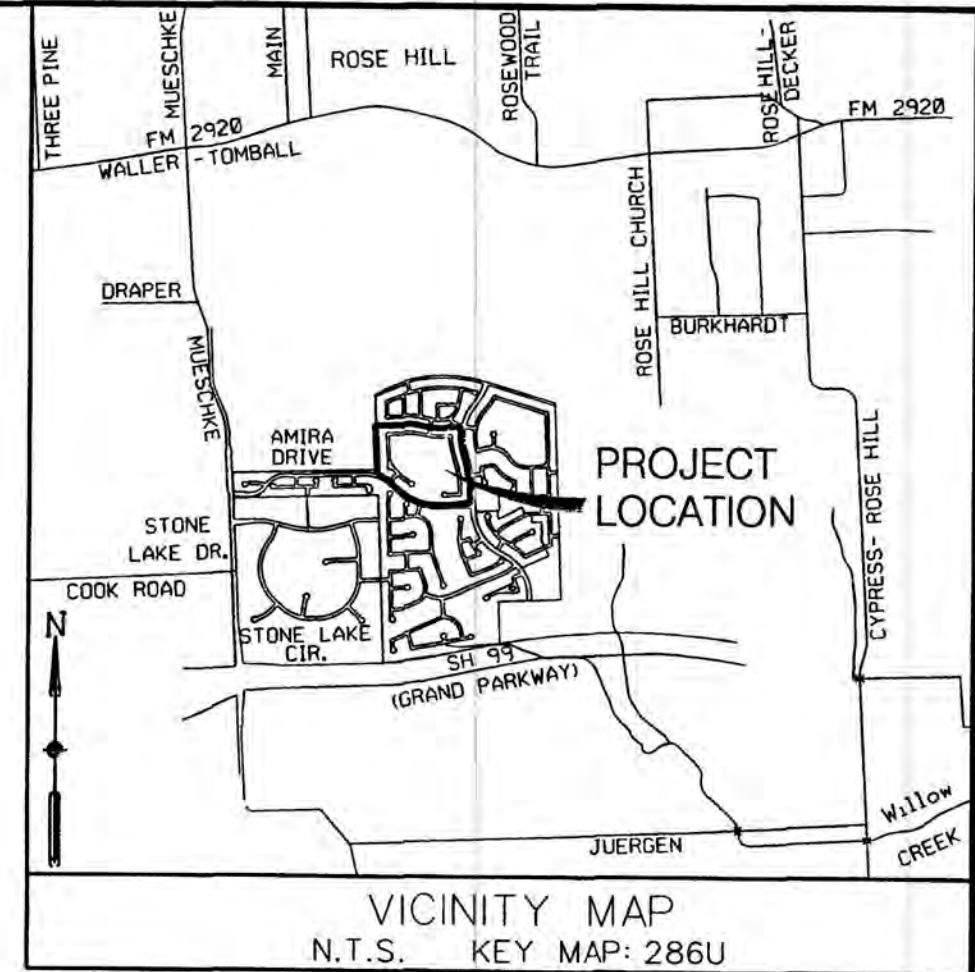 THREE PINE
MUESCHKE
MAIN
ROSE HILL
ROSEWOOD
TRAIL
ROSE HILL-
DECKER
FM 2920
FM 2920
WALLER - TOMBALL
ROSE HILL CHURCH
DRAPER
BURKHARDT
MUESCHKE
AMIRA
DRIVE
PROJECT
LOCATION
CYPRESS- ROSE HILL
STONE
LAKE DR.
COOK ROAD
N
STONE LAKE
CIR.
SH 99
(GRAND PARKWAY)
Willow
CREEK
JUERGEN
VICINITY MAP
N.T.S. KEY MAP: 286U